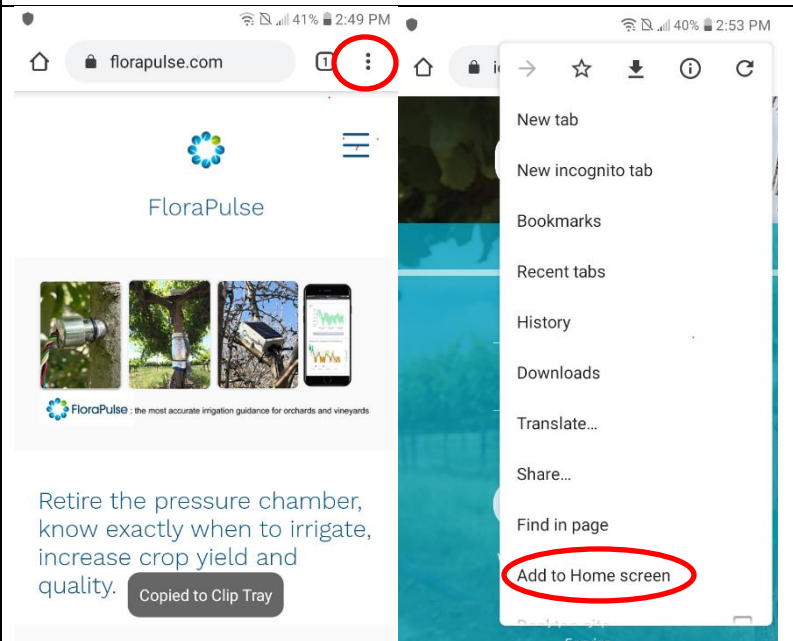 41% 2:49 PM
florapulse.com
1
FloraPulse
FloraPulse : the most accurate irrigation guidance for orchards and vineyards
Retire the pressure chamber,
know exactly when to irrigate,
increase crop yield and
quality.
Copied to Clip Tray
40% 2:53 PM
New tab
New incognito tab
Bookmarks
Recent tabs
History
Downloads
Translate...
Share...
Find in page
Add to Home screen
Desktop site